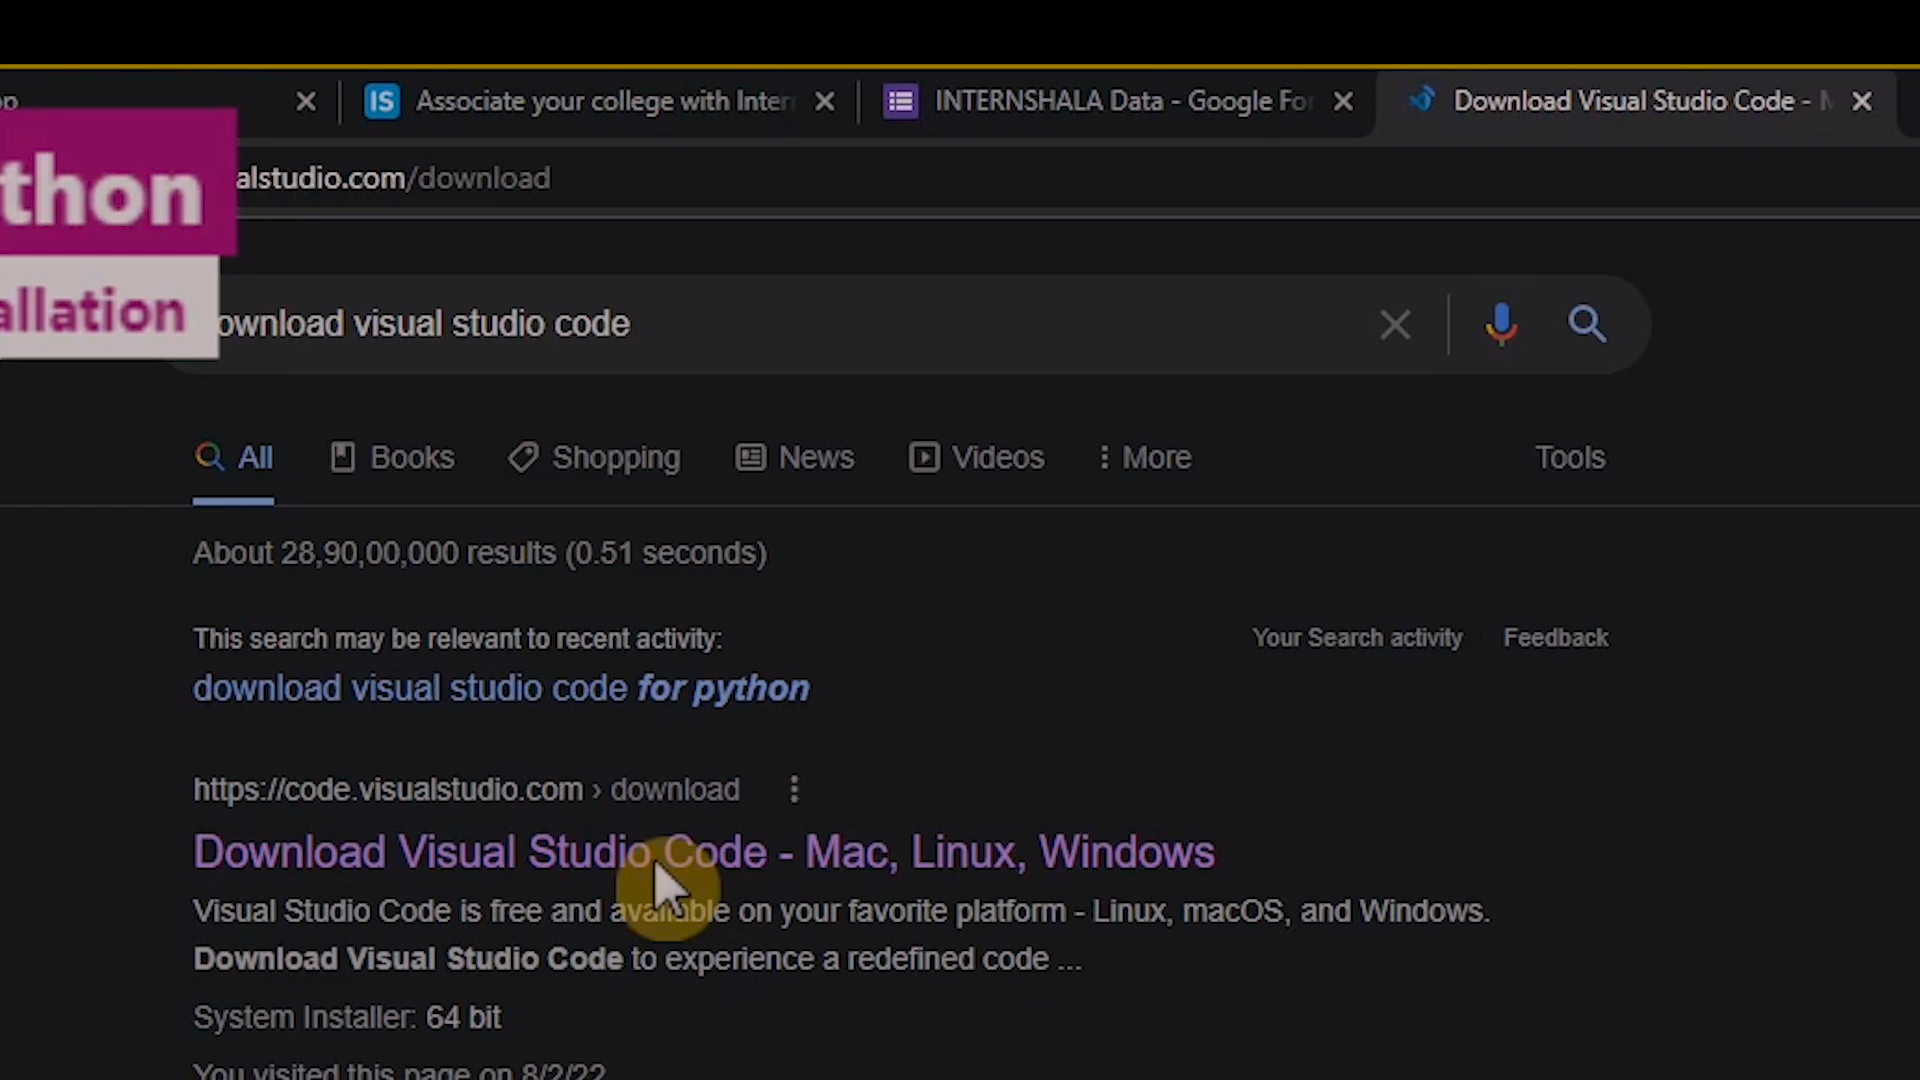 Associate your college with Inter
INTERNSHALA Data - Google For
Download Visual Studio Code -
thon
alstudio.com/download
allation
ownload visual studio code
All
Books
Shopping
News
Videos
More
Tools
About 28,90,00,000 results (0.51 seconds)
This search may be relevant to recent activity:
Your Search activity
Feedback
download visual studio code for python
https://code.visualstudio.com › download
Download Visual Studio Code - Mac, Linux, Windows
Visual Studio Code is free and available on your favorite platform - Linux, macOS, and Windows.
Download Visual Studio Code to experience a redefined code ...
System Installer: 64 bit
You visited this page on 8/2/22